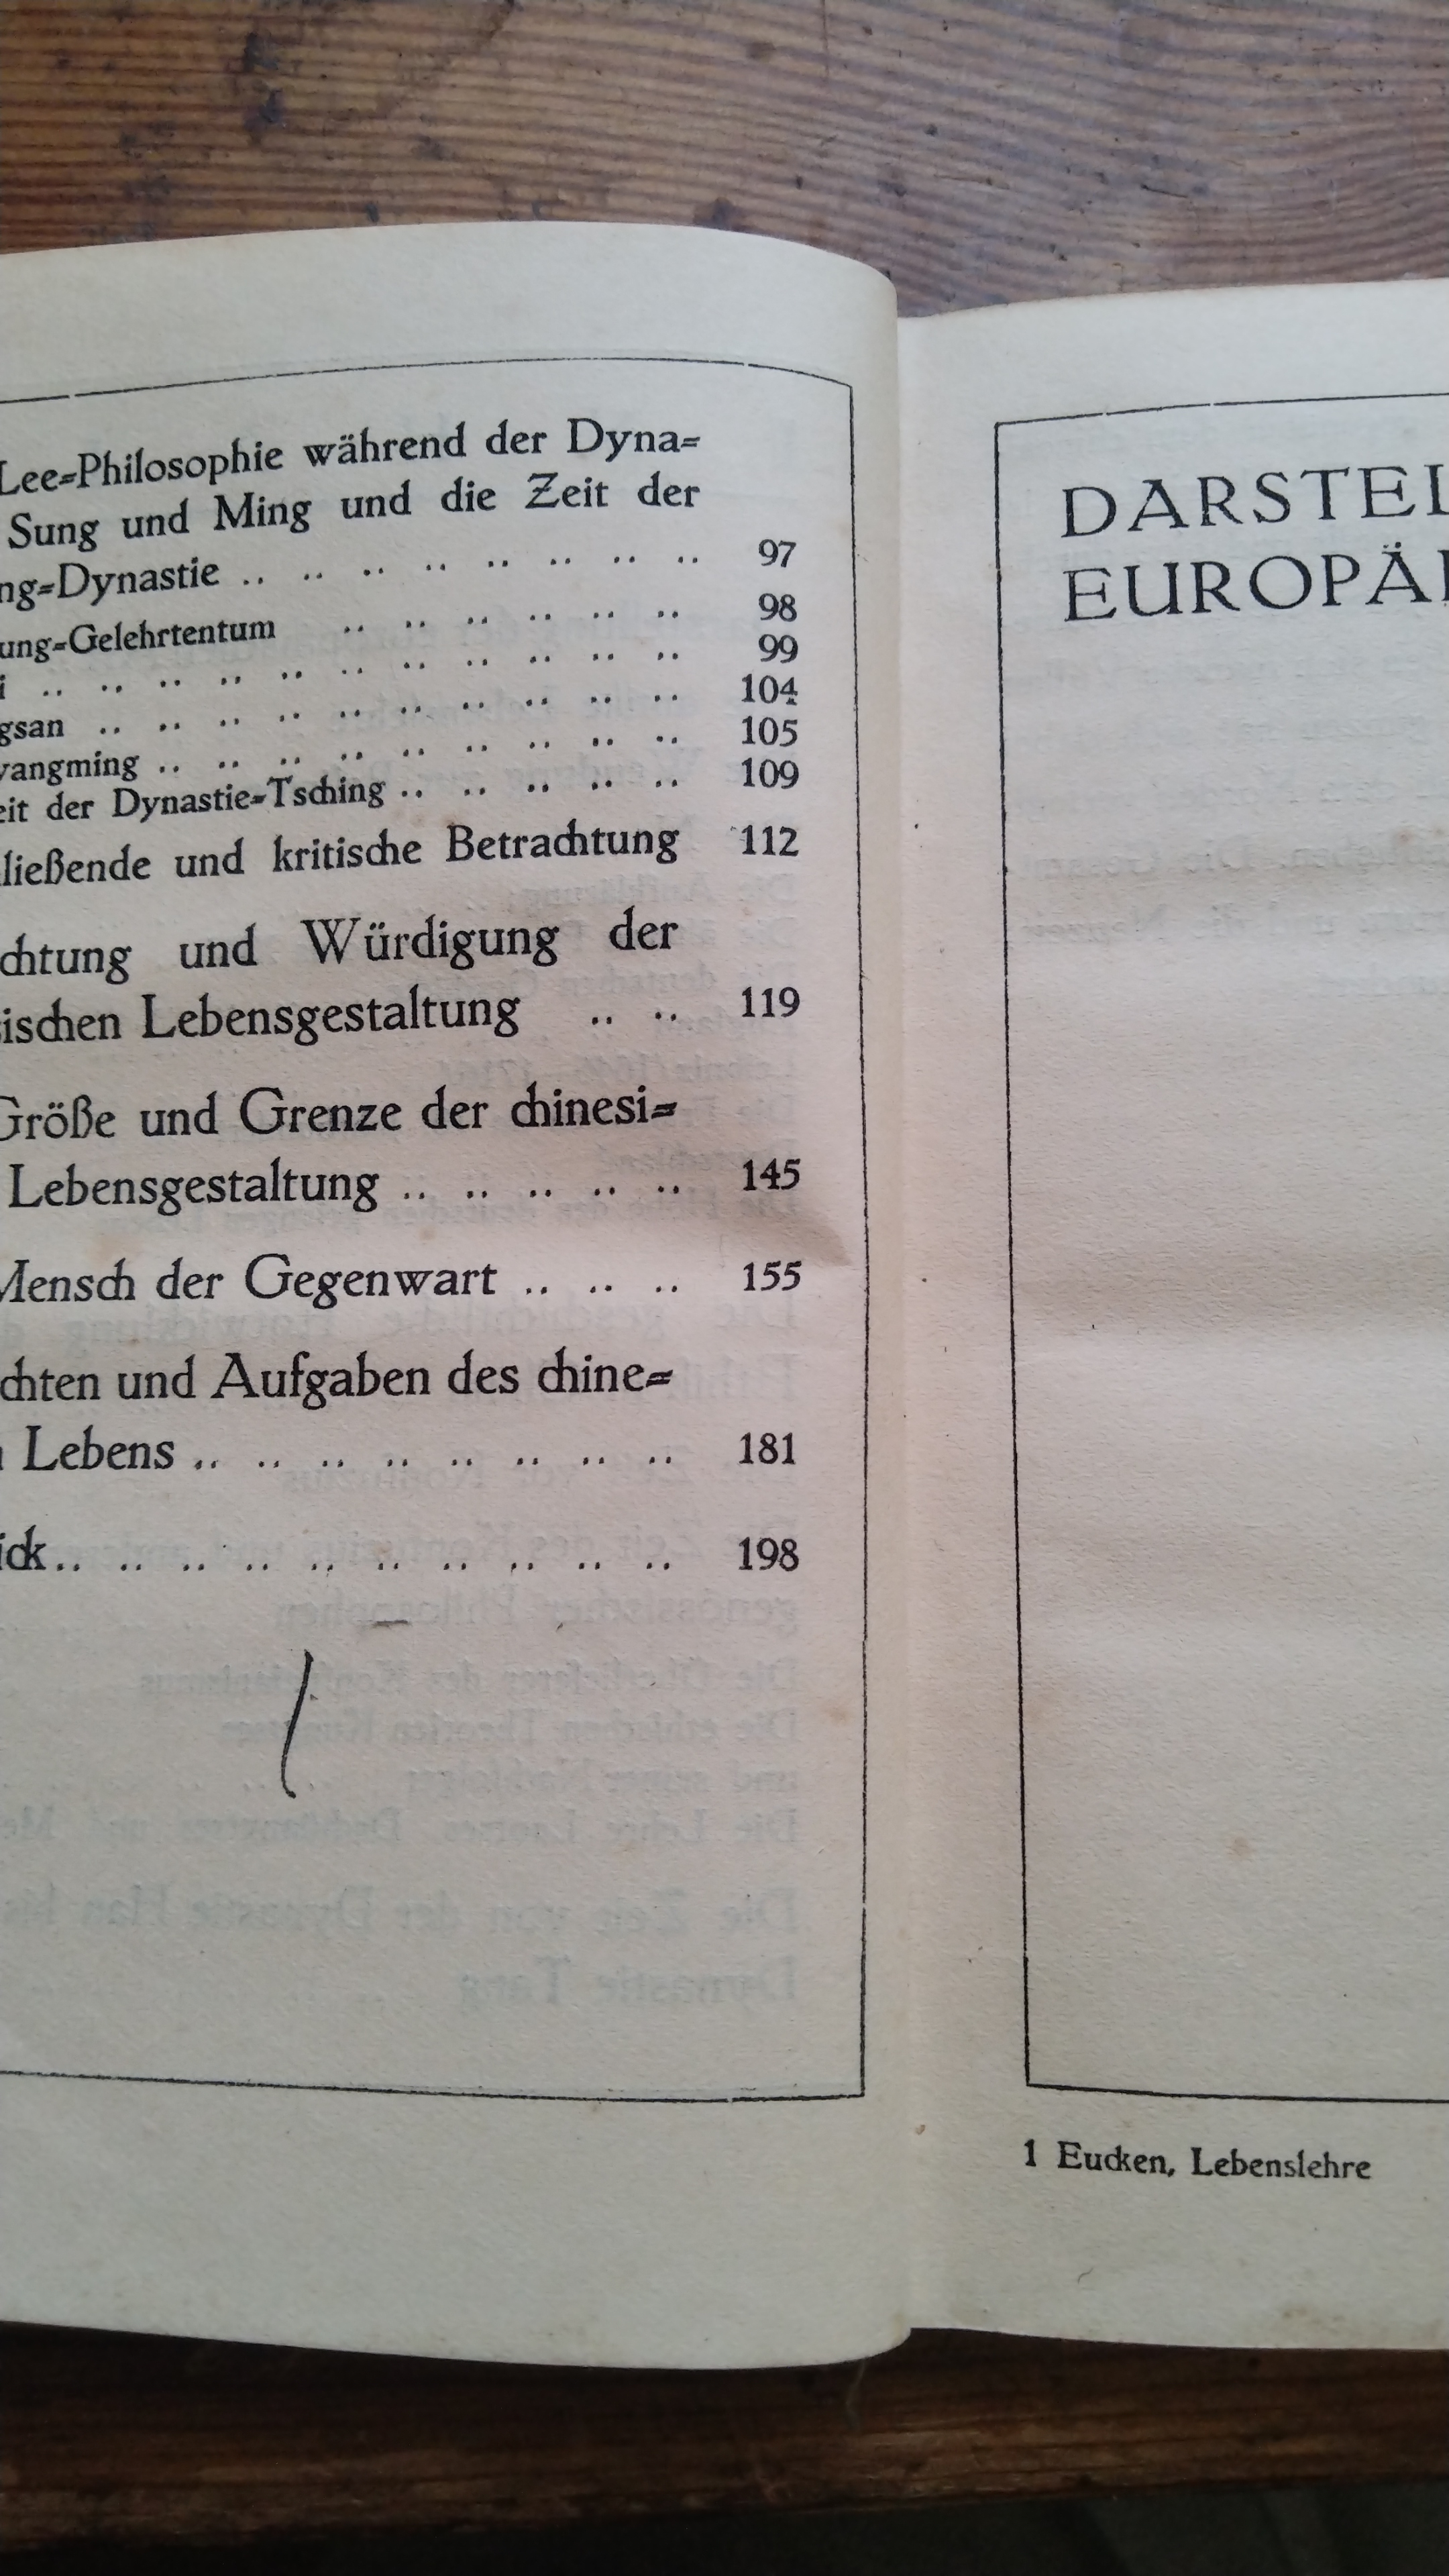 Lee=Philosophie während der Dyna=
Sung und Ming und die Zeit der
ng=Dynastie .. .. .. .. .. .. .. .. 97
ung=Gelehrtentum .. .. .. .. .. .. 98
i .. .. .. .. .. .. .. .. .. .. .. 99
gsan .. .. .. .. .. .. .. .. .. .. 104
vangming .. .. .. .. .. .. .. .. .. 105
eit der Dynastie=Tsching .. .. .. .. .. 109
ließende und kritische Betrachtung 112
chtung und Würdigung der
sischen Lebensgestaltung .. .. 119
Größe und Grenze der chinesi=
Lebensgestaltung .. .. .. .. .. 145
Mensch der Gegenwart .. .. .. 155
chten und Aufgaben des chine=
Lebens .. .. .. .. .. .. .. .. 181
ick .. .. .. .. .. .. .. .. .. .. 198
DARSTEL
EUROPÄI
1 Eucken, Lebenslehre